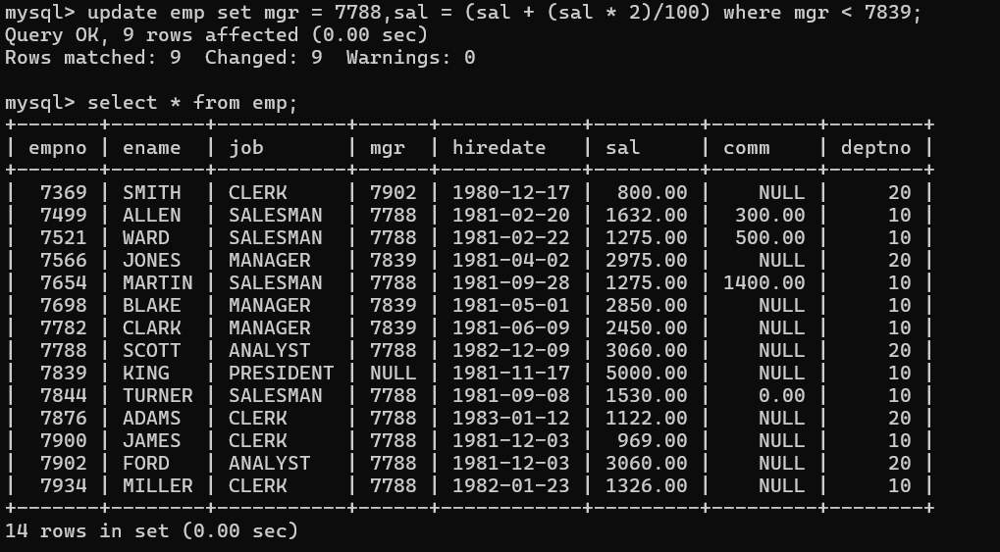 mysql> update emp set mgr = 7788,sal = (sal + (sal * 2)/100) where mgr < 7839;
Query OK, 9 rows affected (0.00 sec)
Rows matched: 9  Changed: 9  Warnings: 0

mysql> select * from emp;
+-------+--------+-----------+------+------------+---------+---------+--------+
| empno | ename  | job       | mgr  | hiredate   | sal     | comm    | deptno |
+-------+--------+-----------+------+------------+---------+---------+--------+
|  7369 | SMITH  | CLERK     | 7902 | 1980-12-17 |  800.00 |    NULL |     20 |
|  7499 | ALLEN  | SALESMAN  | 7788 | 1981-02-20 | 1632.00 |  300.00 |     10 |
|  7521 | WARD   | SALESMAN  | 7788 | 1981-02-22 | 1275.00 |  500.00 |     10 |
|  7566 | JONES  | MANAGER   | 7839 | 1981-04-02 | 2975.00 |    NULL |     20 |
|  7654 | MARTIN | SALESMAN  | 7788 | 1981-09-28 | 1275.00 | 1400.00 |     10 |
|  7698 | BLAKE  | MANAGER   | 7839 | 1981-05-01 | 2850.00 |    NULL |     10 |
|  7782 | CLARK  | MANAGER   | 7839 | 1981-06-09 | 2450.00 |    NULL |     10 |
|  7788 | SCOTT  | ANALYST   | 7788 | 1982-12-09 | 3060.00 |    NULL |     20 |
|  7839 | KING   | PRESIDENT | NULL | 1981-11-17 | 5000.00 |    NULL |     10 |
|  7844 | TURNER | SALESMAN  | 7788 | 1981-09-08 | 1530.00 |    0.00 |     10 |
|  7876 | ADAMS  | CLERK     | 7788 | 1983-01-12 | 1122.00 |    NULL |     20 |
|  7900 | JAMES  | CLERK     | 7788 | 1981-12-03 |  969.00 |    NULL |     10 |
|  7902 | FORD   | ANALYST   | 7788 | 1981-12-03 | 3060.00 |    NULL |     20 |
|  7934 | MILLER | CLERK     | 7788 | 1982-01-23 | 1326.00 |    NULL |     10 |
+-------+--------+-----------+------+------------+---------+---------+--------+
14 rows in set (0.00 sec)